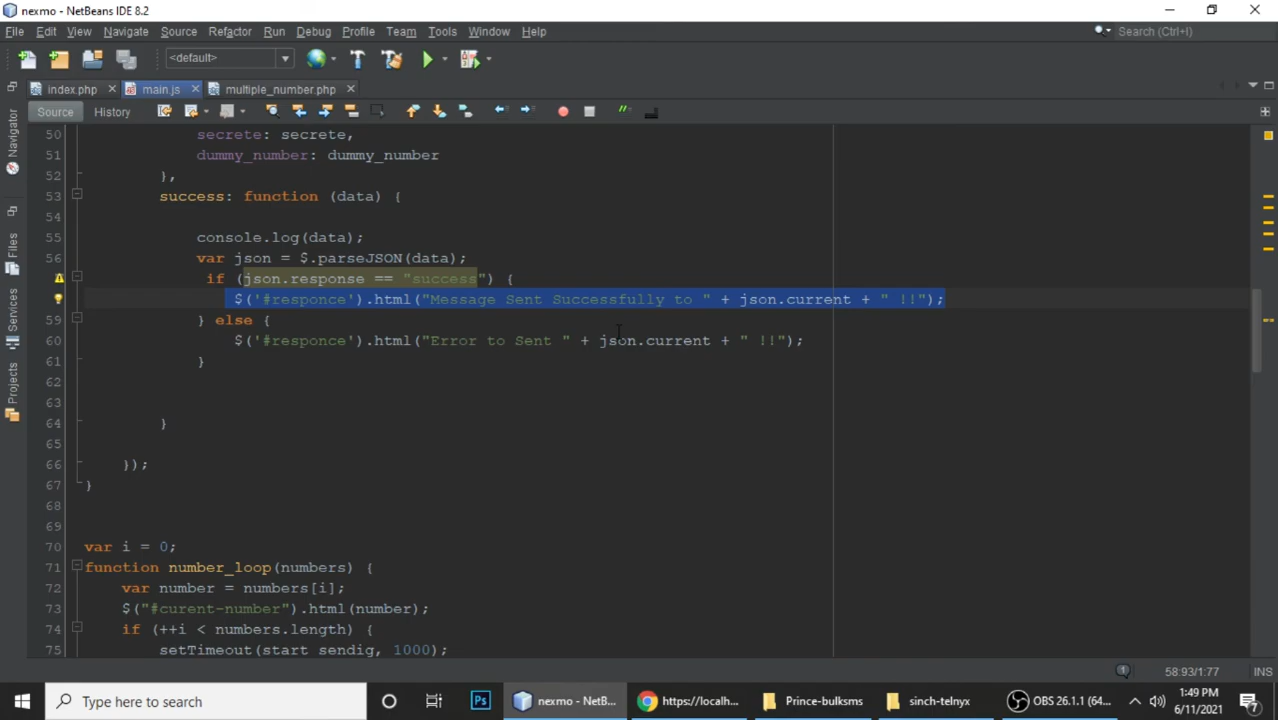 nexmo - NetBeans IDE 8.2
File Edit View Navigate Source Refactor Run Debug Profile Team Tools Window Help
Search (Ctrl+I)
<default>
index.php main.js multiple_number.php
Source History
Navigator
Files
Services
Projects
50 secrete: secrete,
51 dummy_number: dummy_number
52 },
53 success: function (data) {
54
55 console.log(data);
56 var json = $.parseJSON(data);
if (json.response == "success") {
$('#responce').html("Message Sent Successfully to " + json.current + " !!");
59 } else {
60 $('#responce').html("Error to Sent " + json.current + " !!");
61 }
62
63
64 }
65
66 });
67 }
68
69
70 var i = 0;
71 function number_loop(numbers) {
72 var number = numbers[i];
73 $("#curent-number").html(number);
74 if (++i < numbers.length) {
75 setTimeout(start_sendig, 1000);
1
58:93/1:77 INS
Type here to search
Ps
nexmo - NetB...
https://localh...
Prince-bulksms
sinch-telnyx
OBS 26.1.1 (64...
1:49 PM
6/11/2021
7